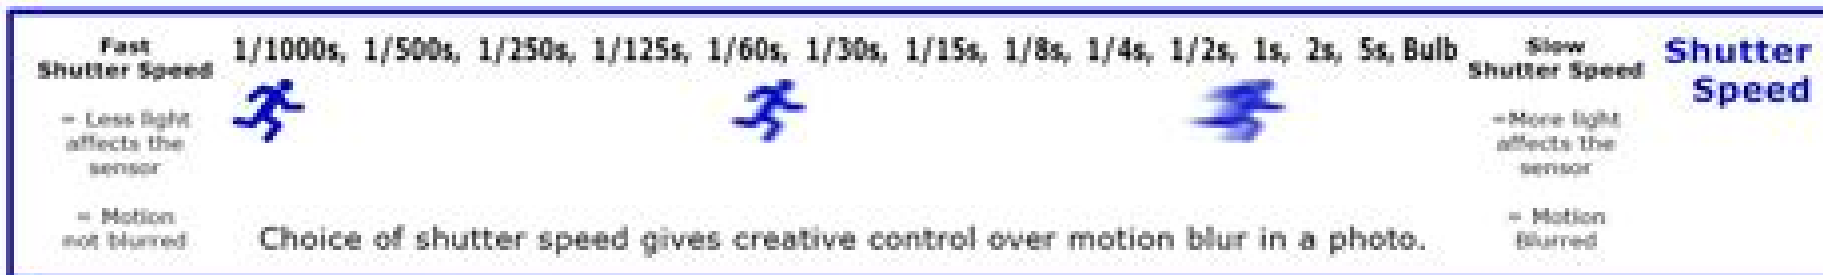 Fast
Shutter Speed
= Less light
affects the
sensor
= Motion
not blurred
1/1000s, 1/500s, 1/250s, 1/125s, 1/60s, 1/30s, 1/15s, 1/8s, 1/4s, 1/2s, 1s, 2s, 5s, Bulb
Choice of shutter speed gives creative control over motion blur in a photo.
Slow
Shutter Speed
=More light
affects the
sensor
= Motion
Blurred
Shutter
Speed